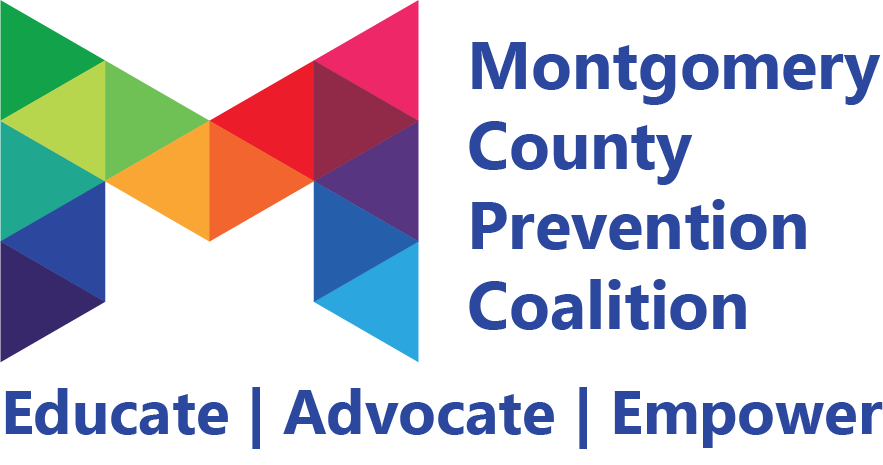 Montgomery
County
Prevention
Coalition
Educate | Advocate | Empower